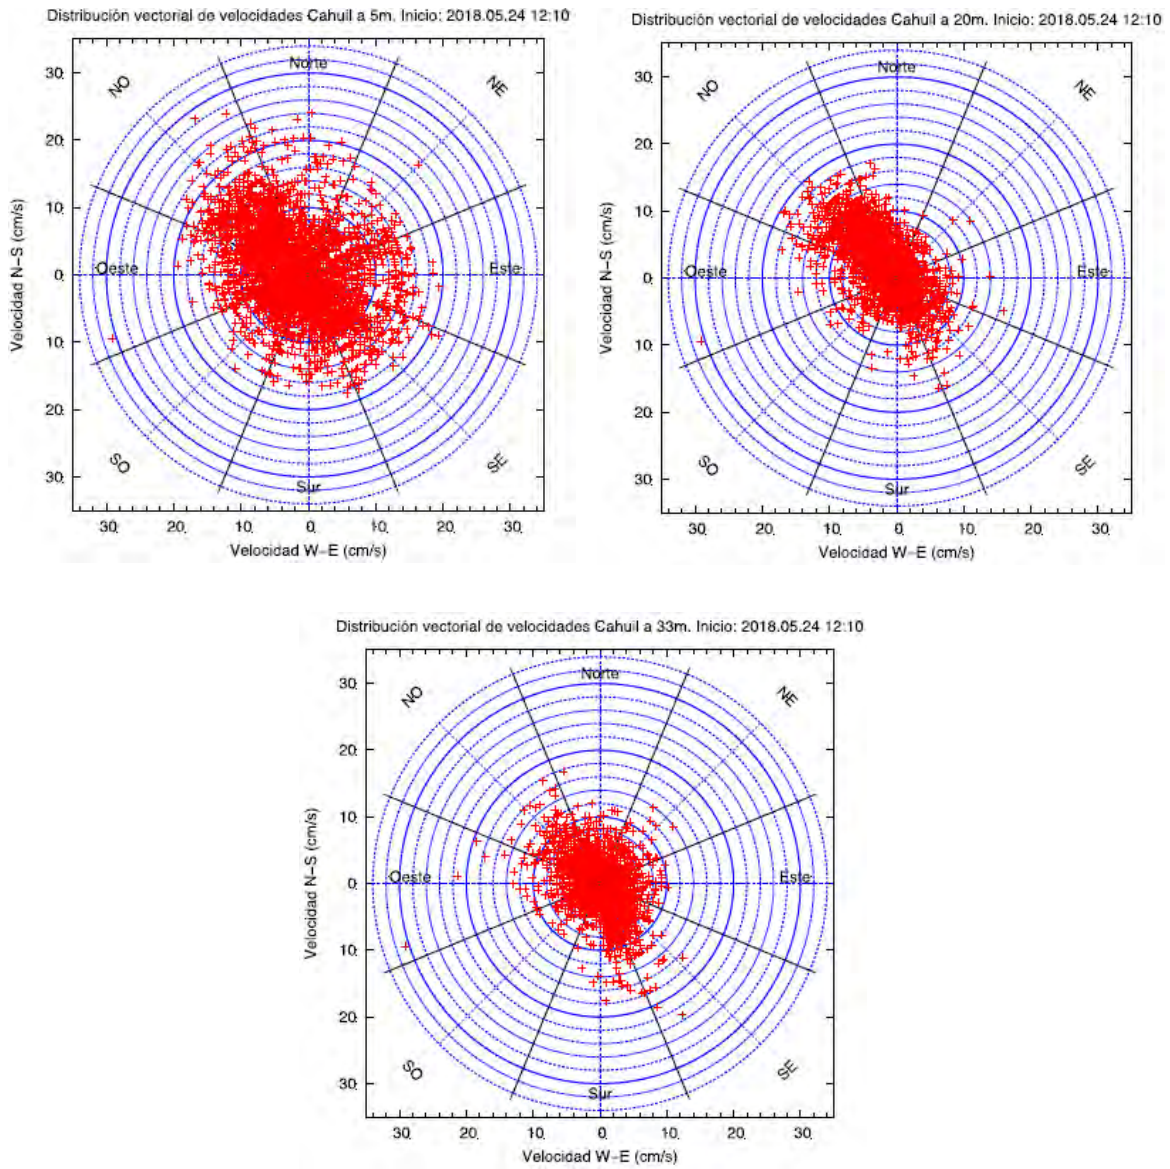 Distribución vectorial de velocidades Cahuil a 5m. Inicio: 2018.05.24 12:10
Norte
NO
NE
Oeste
Este
SO
SE
Sur
30.
20.
10.
0.
10.
20.
30.
Velocidad N-S (cm/s)
30. 20. 10. 0. 10. 20. 30.
Velocidad W-E (cm/s)
Distribución vectorial de velocidades Cahuil a 20m. Inicio: 2018.05.24 12:10
Norte
NO
NE
Oeste
Este
SO
SE
Sur
30.
20.
10.
0.
10.
20.
30.
Velocidad N-S (cm/s)
30. 20. 10. 0. 10. 20. 30.
Velocidad W-E (cm/s)
Distribución vectorial de velocidades Cahuil a 33m. Inicio: 2018.05.24 12:10
Norte
NO
NE
Oeste
Este
SO
SE
Sur
30.
20.
10.
0.
10.
20.
30.
Velocidad N-S (cm/s)
30. 20. 10. 0. 10. 20. 30.
Velocidad W-E (cm/s)